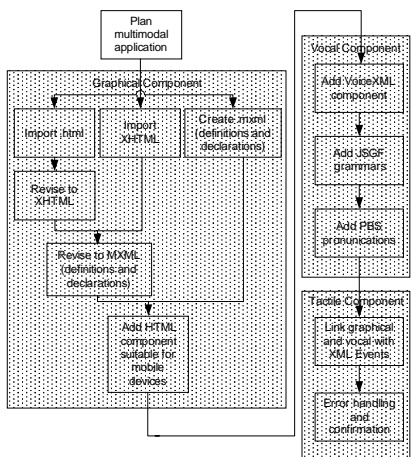 Plan
multimodal
application
Graphical Component
Import .html
Import
XHTML
Create .mxml
(definitions and
declarations)
Revise to
XHTML
Revise to MXML
(definitions and
declarations)
Add HTML
component
suitable for
mobile
devices
Vocal Component
Add VoiceXML
component
Add JSGF
grammars
Add PBS
pronunications
Tactile Component
Link graphical
and vocal with
XML Events
Error handling
and
confirmation